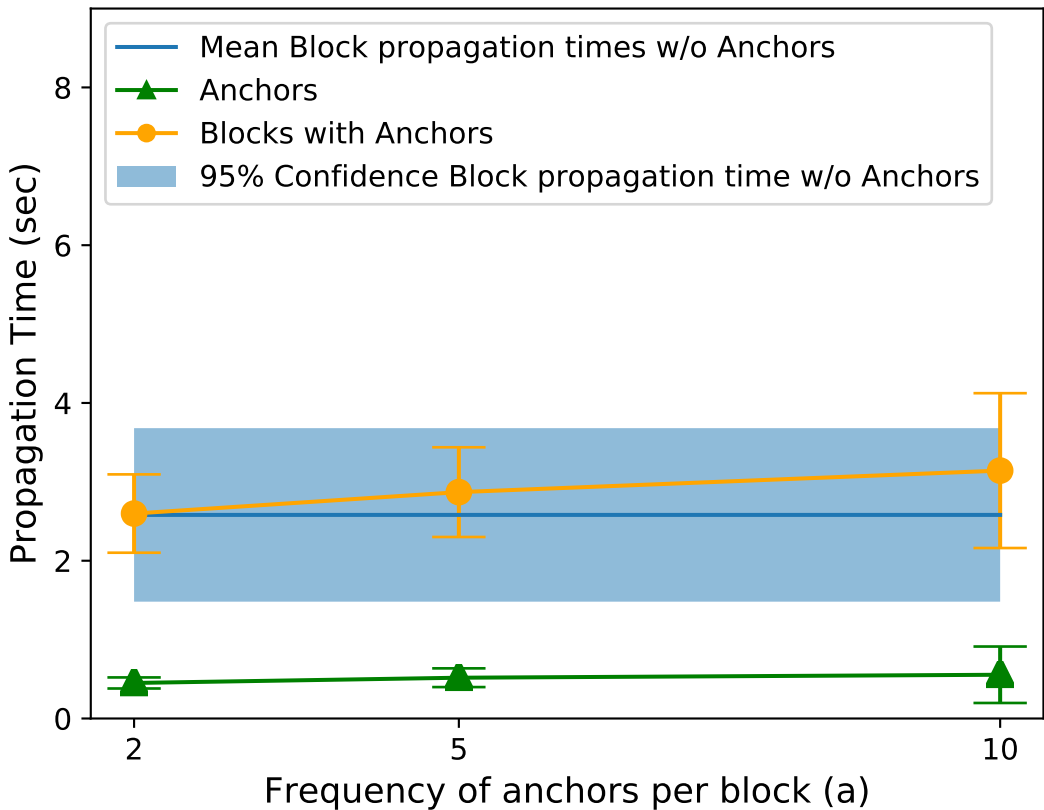 Mean Block propagation times w/o Anchors
Anchors
Blocks with Anchors
95% Confidence Block propagation time w/o Anchors
Propagation Time (sec)
8
6
4
2
0
2 5 10
Frequency of anchors per block (a)